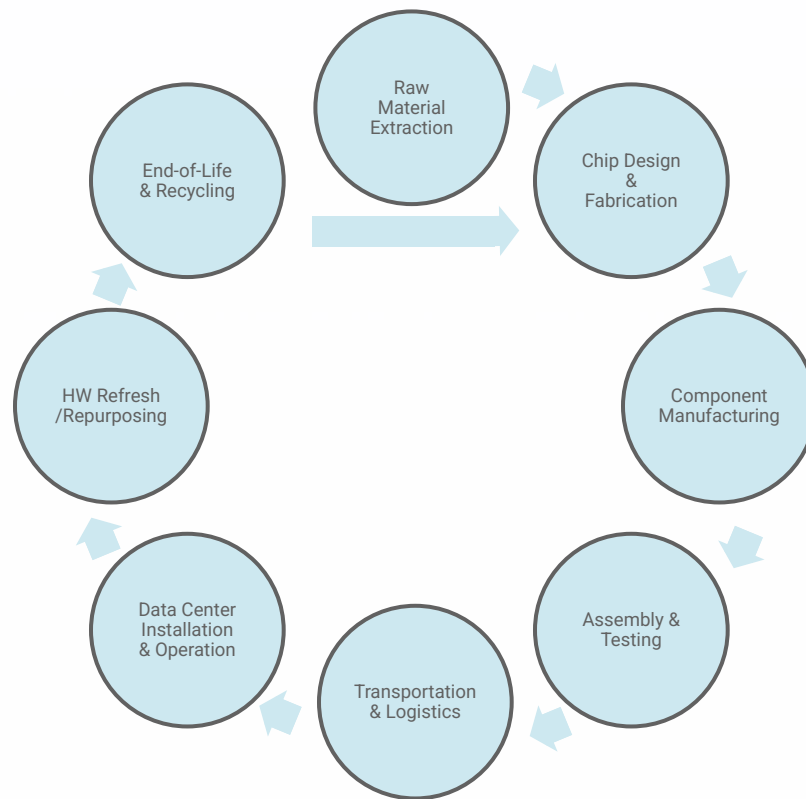 Raw
Material
Extraction
Chip Design
&
Fabrication
Component
Manufacturing
Assembly &
Testing
Transportation
& Logistics
Data Center
Installation
& Operation
HW Refresh
/Repurposing
End-of-Life
& Recycling